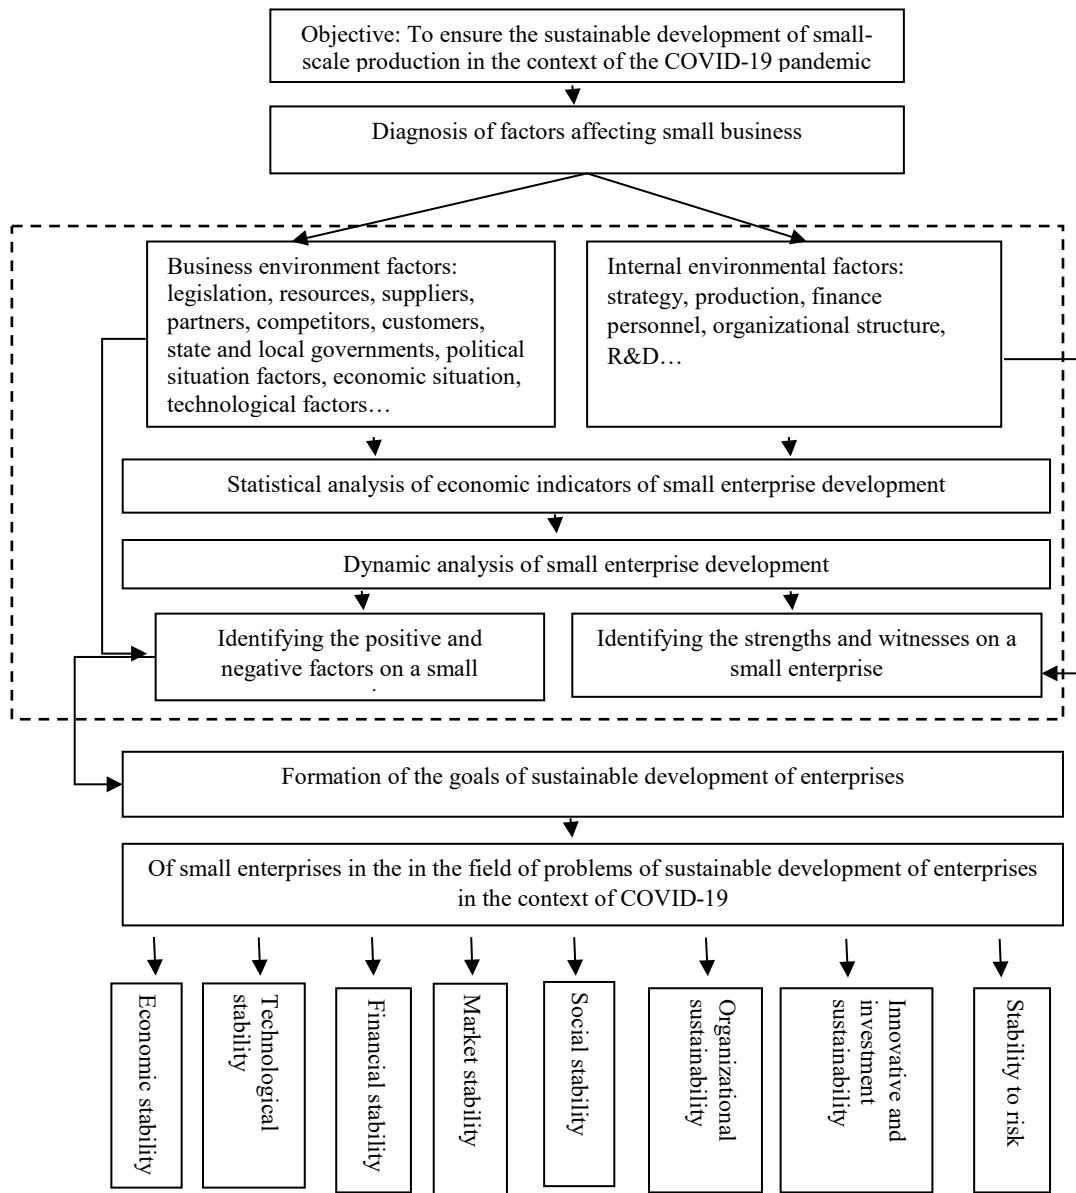 Objective: To ensure the sustainable development of small-
scale production in the context of the COVID-19 pandemic
Diagnosis of factors affecting small business
Business environment factors:
legislation, resources, suppliers,
partners, competitors, customers,
state and local governments, political
situation factors, economic situation,
technological factors…
Internal environmental factors:
strategy, production, finance
personnel, organizational structure,
R&D…
Statistical analysis of economic indicators of small enterprise development
Dynamic analysis of small enterprise development
Identifying the positive and
negative factors on a small
Identifying the strengths and witnesses on a
small enterprise
Formation of the goals of sustainable development of enterprises
Of small enterprises in the in the field of problems of sustainable development of enterprises
in the context of COVID-19
Economic stability
Technological
stability
Financial stability
Market stability
Social stability
Organizational
sustainability
Innovative and
investment
sustainability
Stability to risk